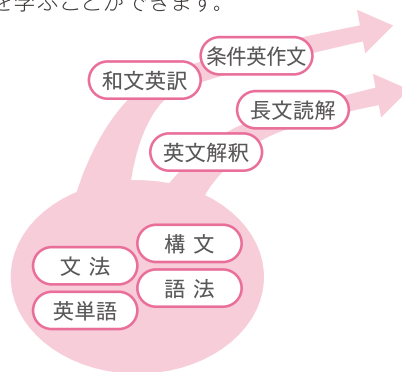 を学ぶことができます。
条件英作文
和文英訳
長文読解
英文解釈
構文
文法
語法
英単語